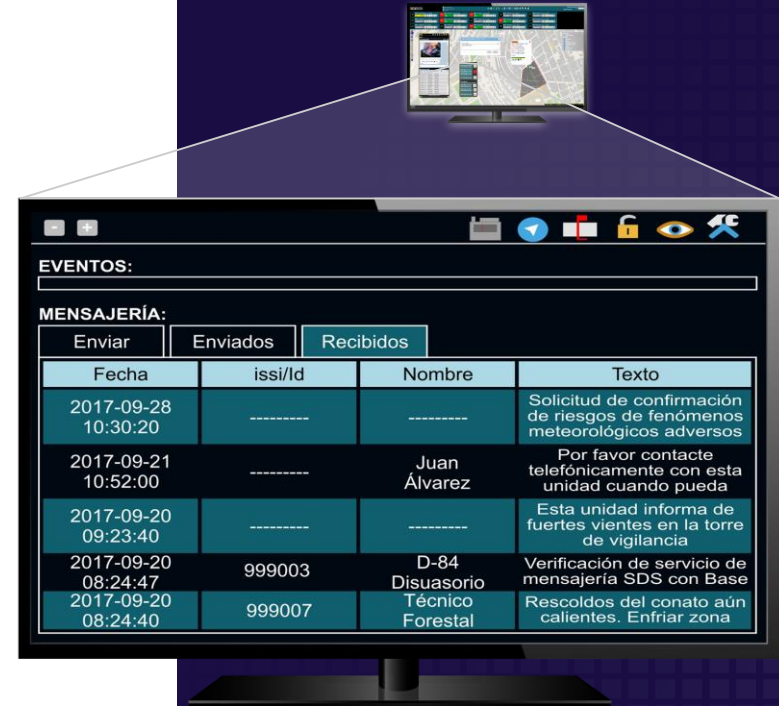 - +
EVENTOS:
MENSAJERÍA:
Enviar Enviados Recibidos
Fecha issi/Id Nombre Texto
2017-09-28
10:30:20
---------
---------
Solicitud de confirmación
de riesgos de fenómenos
meteorológicos adversos
2017-09-21
10:52:00
---------
Juan
Álvarez
Por favor contacte
telefónicamente con esta
unidad cuando pueda
2017-09-20
09:23:40
---------
---------
Esta unidad informa de
fuertes vientes en la torre
de vigilancia
2017-09-20
08:24:47
999003
D-84
Disuasorio
Verificación de servicio de
mensajería SDS con Base
2017-09-20
08:24:40
999007
Técnico
Forestal
Rescoldos del conato aún
calientes. Enfriar zona